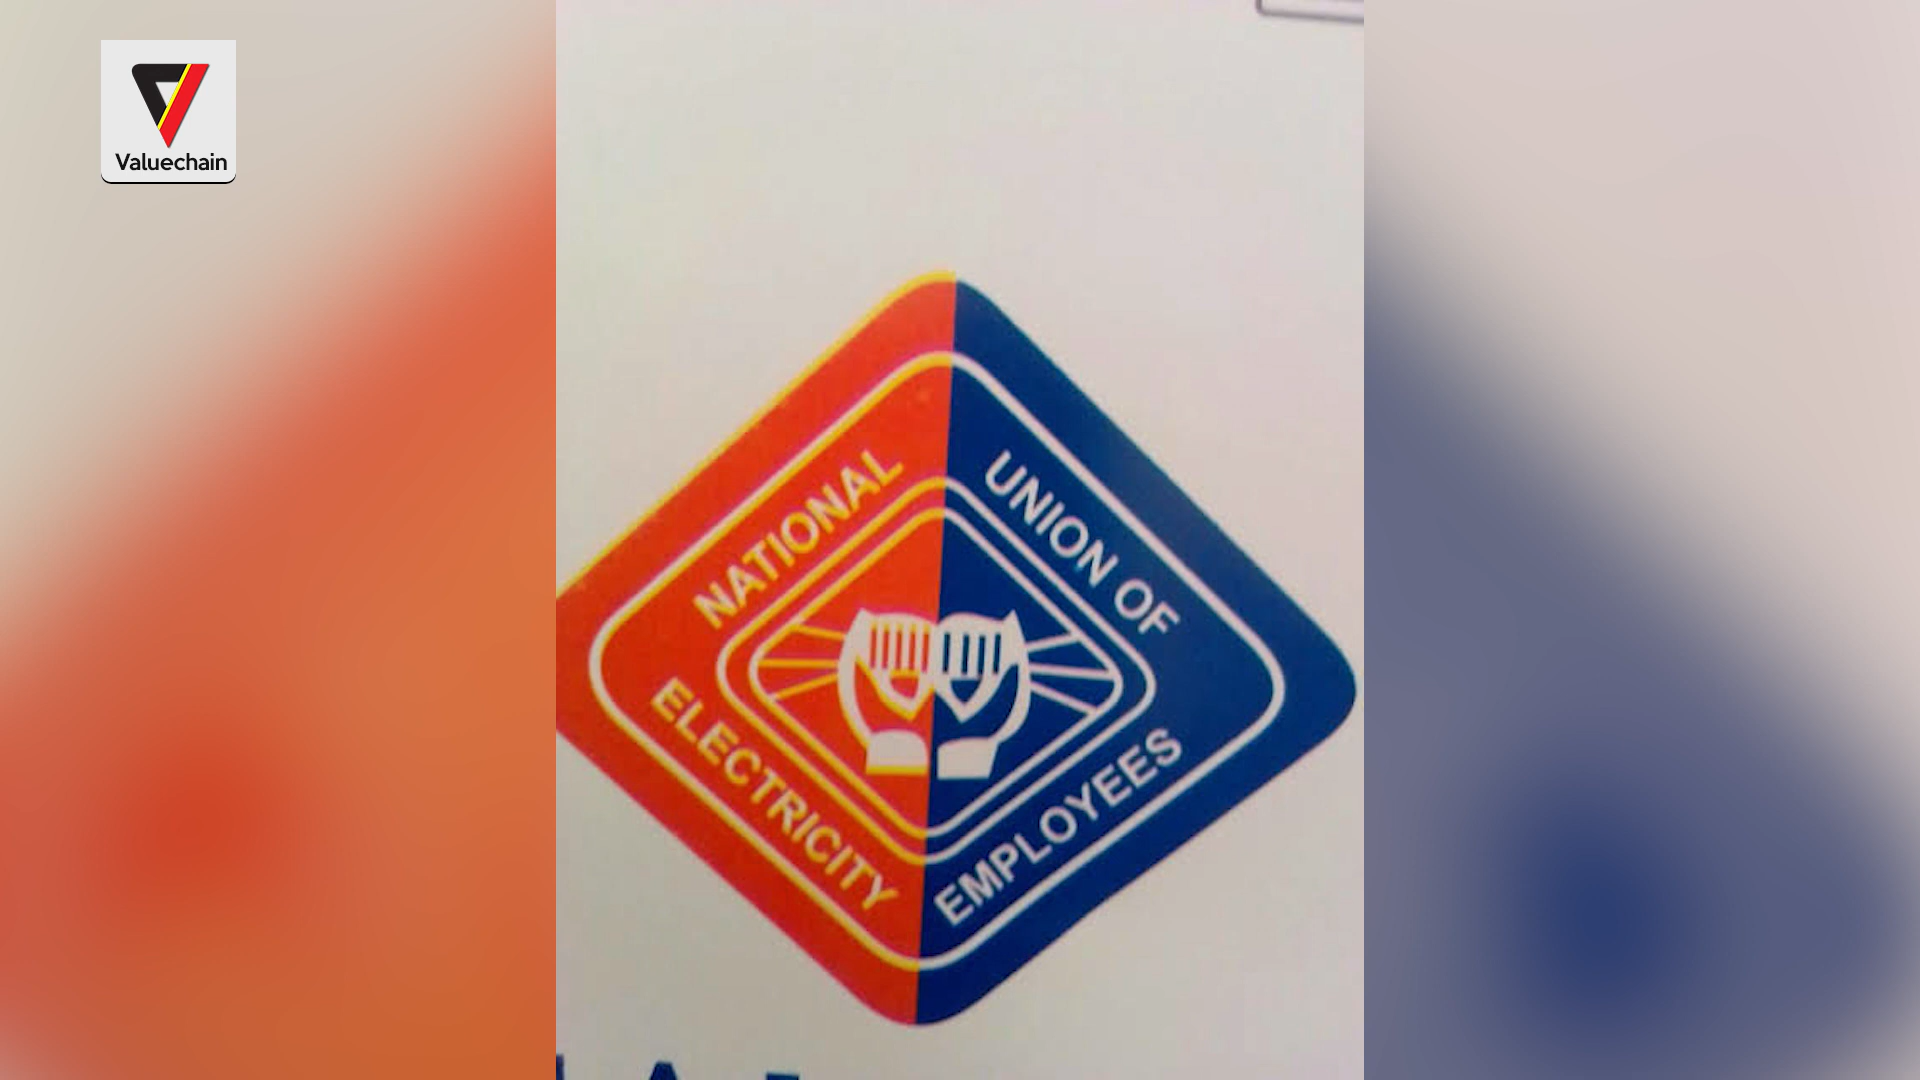 Valuechain
NATIONAL
UNION OF
ELECTRICITY
EMPLOYEES